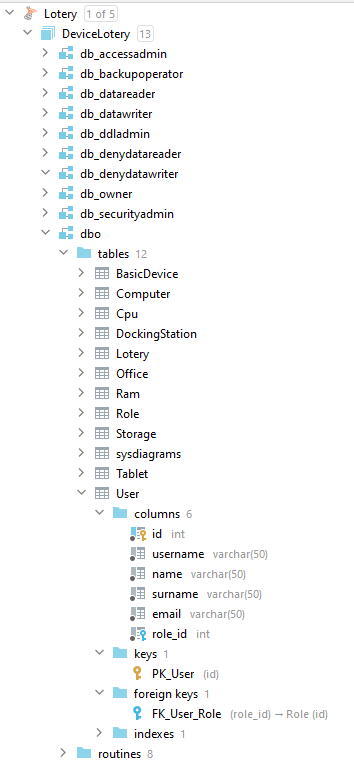 Lotery 1 of 5
DeviceLotery 13
db_accessadmin
db_backupoperator
db_datareader
db_datawriter
db_ddladmin
db_denydatareader
db_denydatawriter
db_owner
db_securityadmin
dbo
tables 12
BasicDevice
Computer
Cpu
DockingStation
Lotery
Office
Ram
Role
Storage
sysdiagrams
Tablet
User
columns 6
id int
username varchar(50)
name varchar(50)
surname varchar(50)
email varchar(50)
role_id int
keys 1
PK_User (id)
foreign keys 1
FK_User_Role (role_id) → Role (id)
indexes 1
routines 8